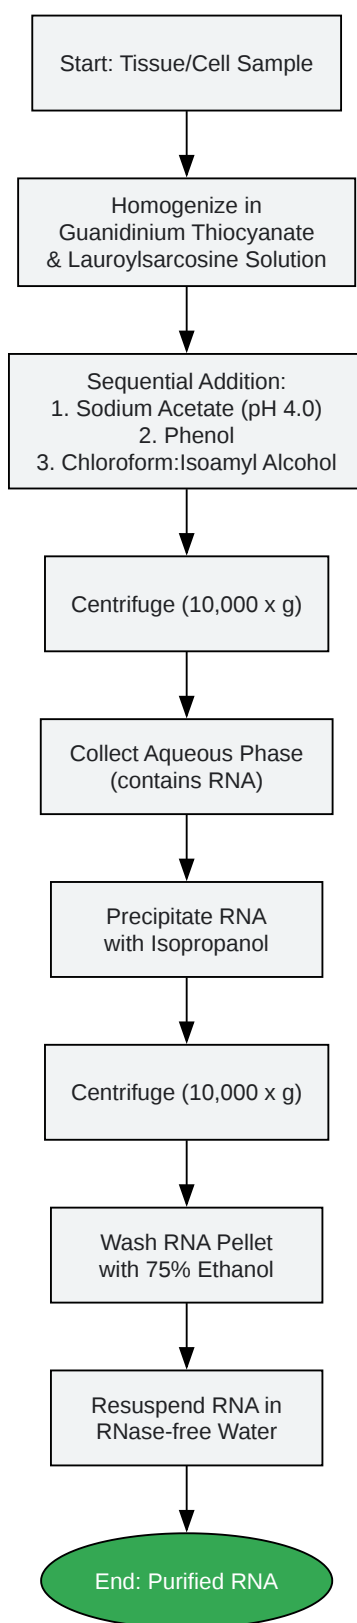 Start: Tissue/Cell Sample
Homogenize in
Guanidinium Thiocyanate
& Lauroylsarcosine Solution
Sequential Addition:
1. Sodium Acetate (pH 4.0)
2. Phenol
3. Chloroform:Isoamyl Alcohol
Centrifuge (10,000 x g)
Collect Aqueous Phase
(contains RNA)
Precipitate RNA
with Isopropanol
Centrifuge (10,000 x g)
Wash RNA Pellet
with 75% Ethanol
Resuspend RNA in
RNase-free Water
End: Purified RNA